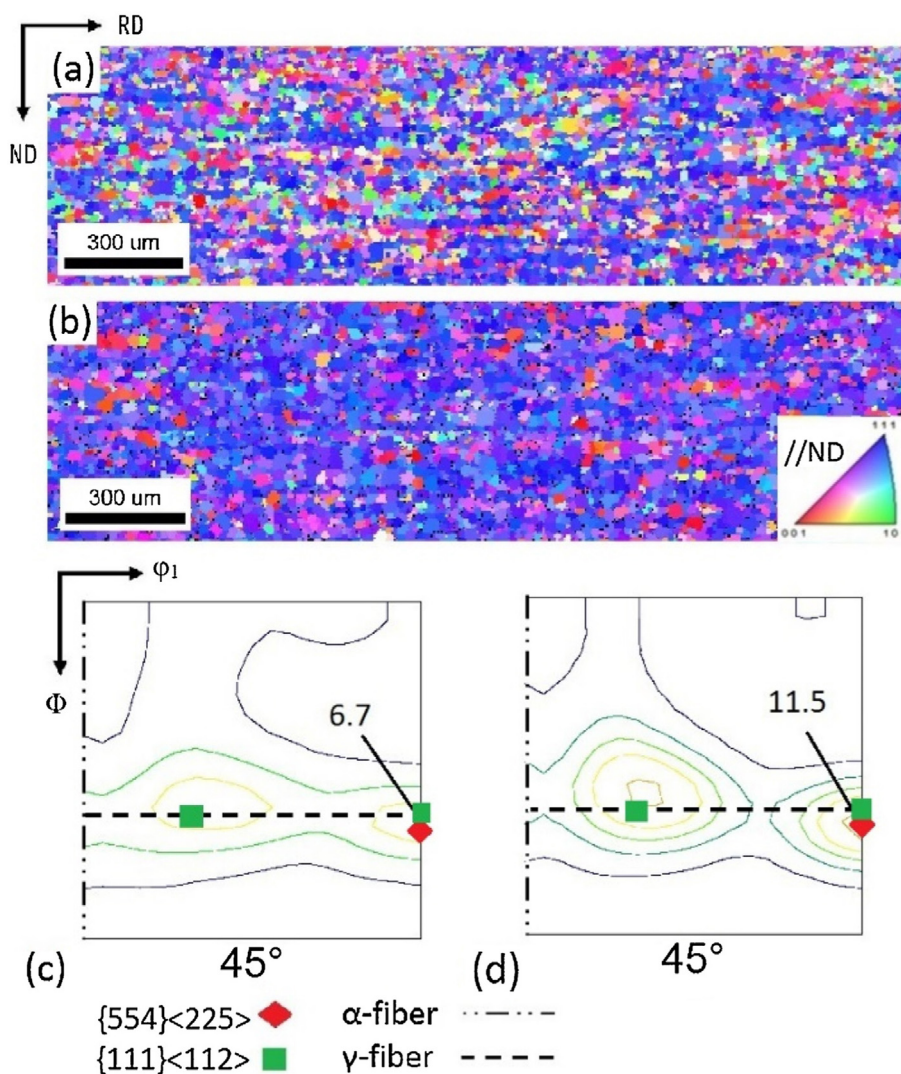 RD
(a)
ND
300 um
(b)
111
//ND
300 um
001
10
φ1
Φ
6.7
11.5
(c)
45°
(d)
45°
{554}<225>
α-fiber
{111}<112>
γ-fiber